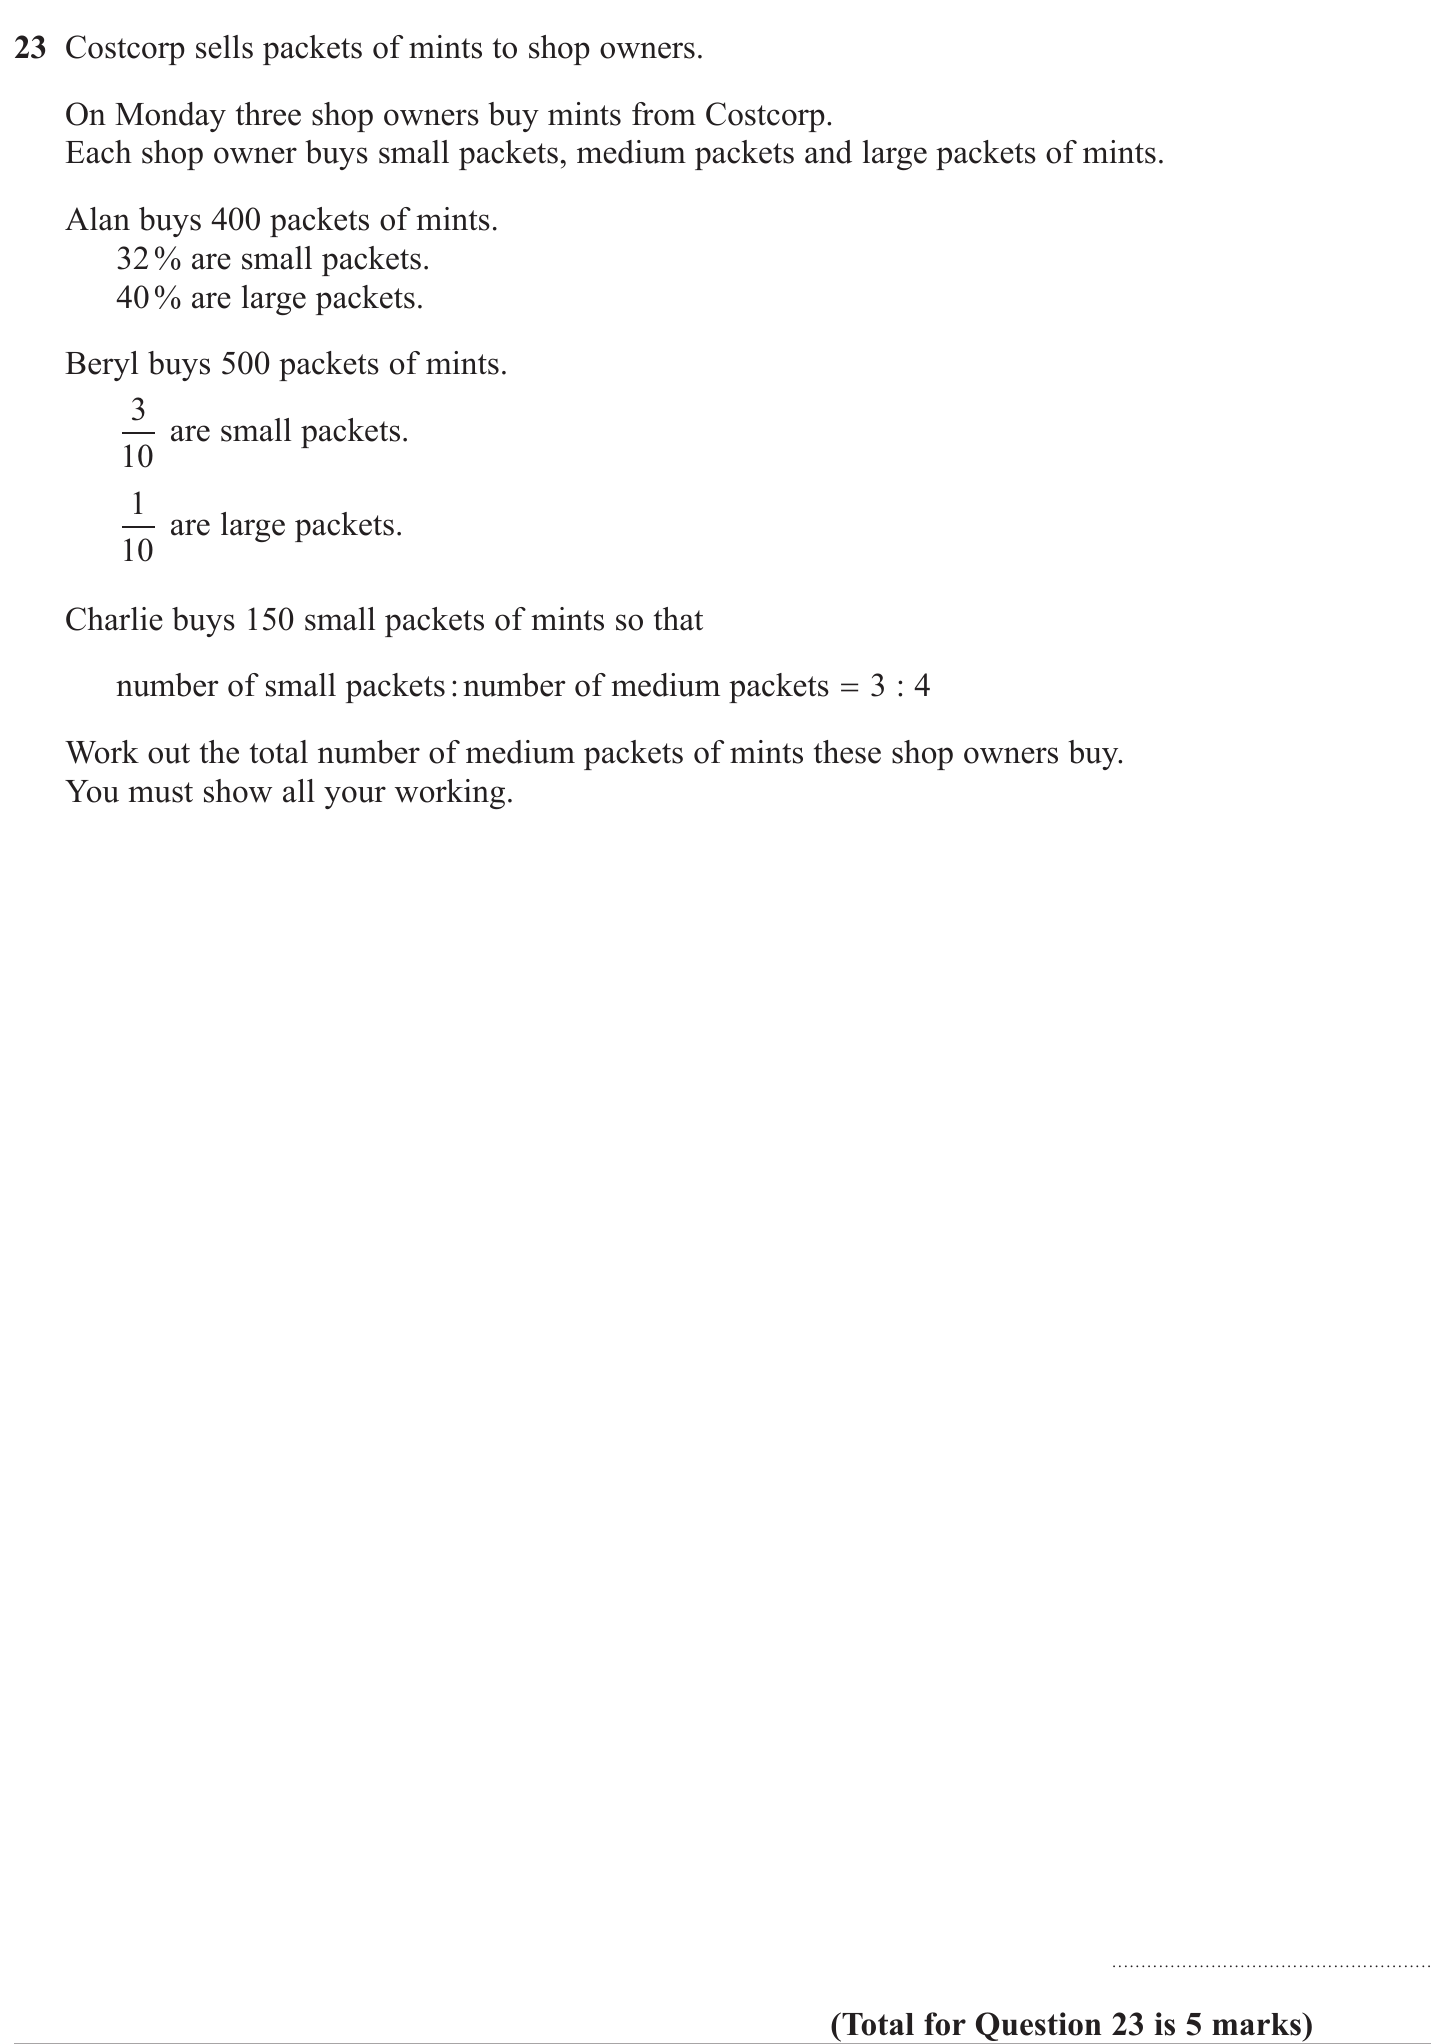 23 Costcorp sells packets of mints to shop owners.
On Monday three shop owners buy mints from Costcorp.
Each shop owner buys small packets, medium packets and large packets of mints.
Alan buys 400 packets of mints.
32% are small packets.
40% are large packets.
Beryl buys 500 packets of mints.
3/10 are small packets.
1/10 are large packets.
Charlie buys 150 small packets of mints so that
number of small packets : number of medium packets = 3 : 4
Work out the total number of medium packets of mints these shop owners buy.
You must show all your working.
(Total for Question 23 is 5 marks)